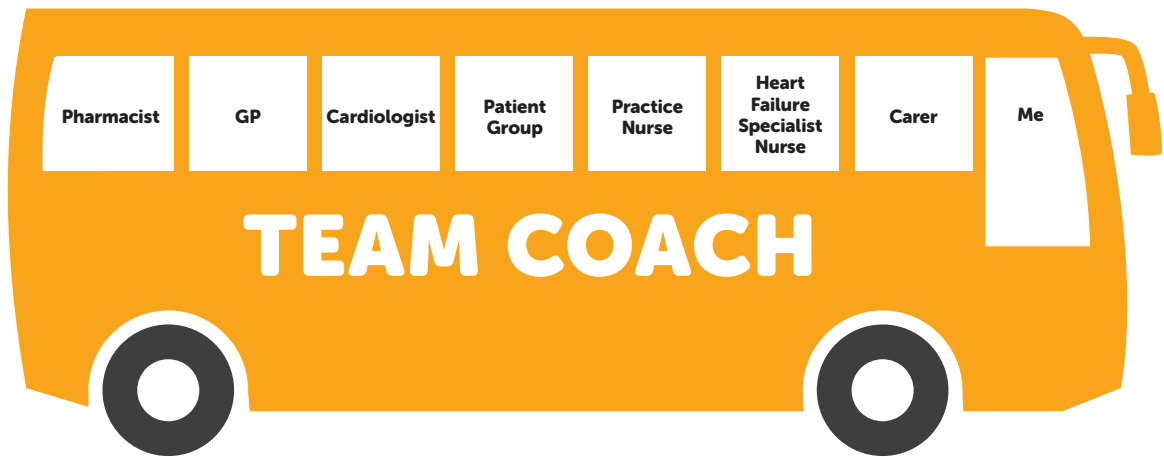 Pharmacist
GP
Cardiologist
Patient
Group
Practice
Nurse
Heart
Failure
Specialist
Nurse
Carer
Me
TEAM COACH